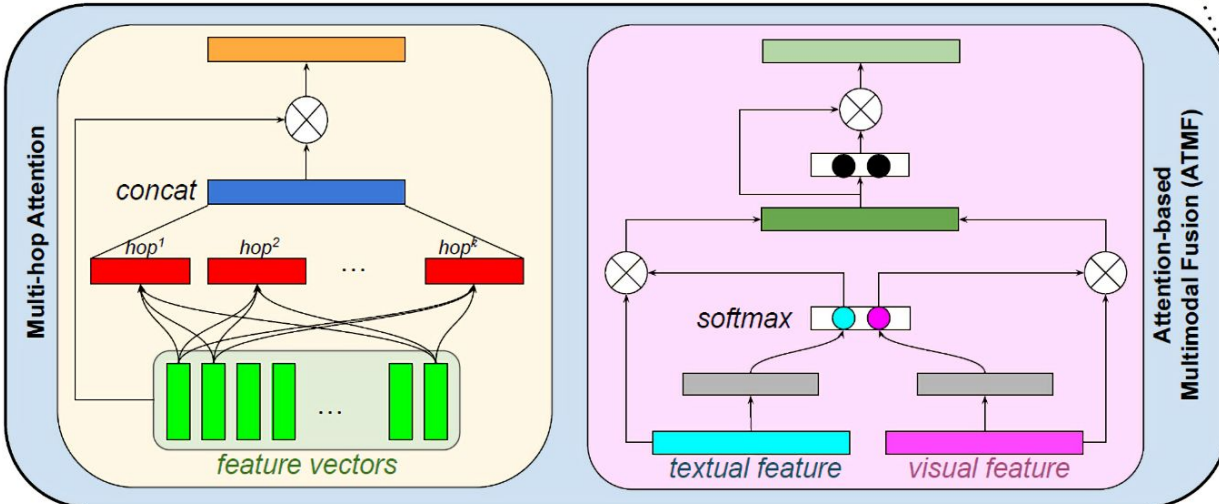 Multi-hop Attention
concat
hop1
hop2
...
hopk
...
feature vectors
softmax
textual feature
visual feature
Attention-based
Multimodal Fusion (ATMF)